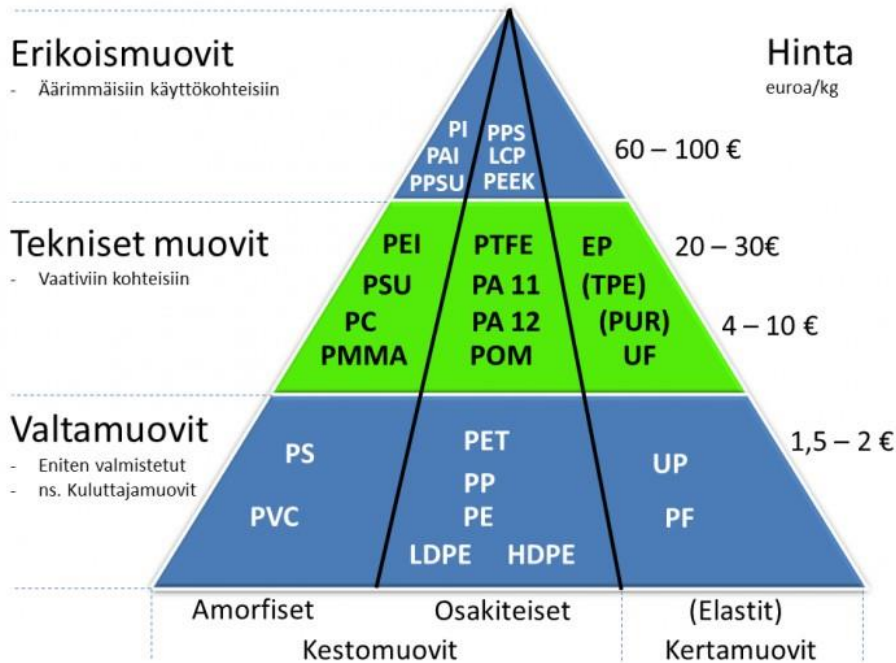 Erikoismuovit
- Äärimmäisiin käyttökohteisiin
Hinta
euroa/kg
PI PPS
PAI LCP
PPSU PEEK
60 – 100 €
Tekniset muovit
- Vaativiin kohteisiin
PEI PTFE EP
PSU PA 11 (TPE)
PC PA 12 (PUR)
PMMA POM UF
20 – 30€
4 – 10 €
Valtamuovit
- Eniten valmistetut
- ns. Kuluttajamuovit
PS PET UP
PP
PVC PE PF
LDPE HDPE
1,5 – 2 €
Amorfiset Osakiteiset (Elastit)
Kestomuovit Kertamuovit